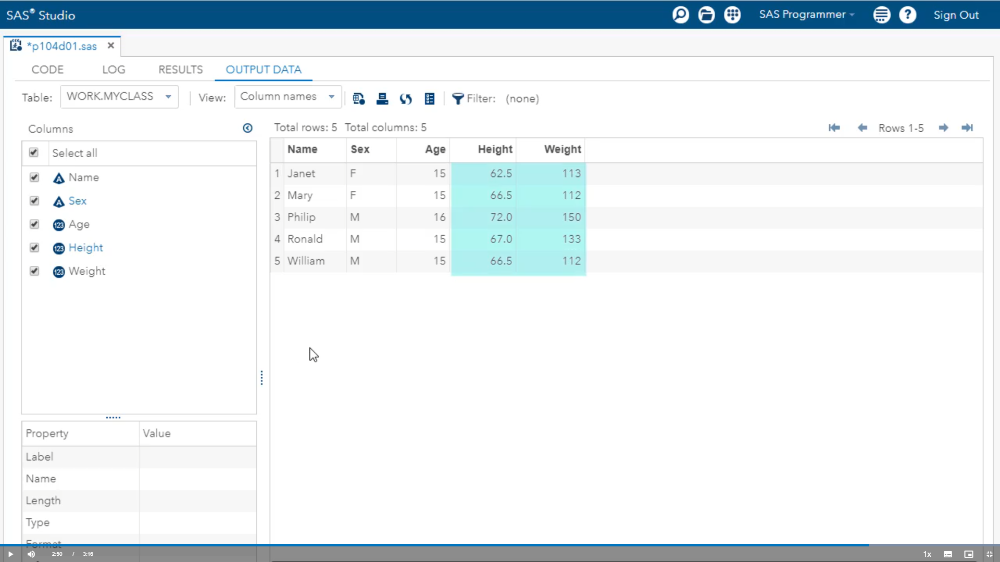 SAS® Studio
SAS Programmer
Sign Out
*p104d01.sas
CODE LOG RESULTS OUTPUT DATA
Table: WORK.MYCLASS View: Column names Filter: (none)
Columns
Total rows: 5 Total columns: 5
Rows 1-5
Select all
Name
Sex
Age
Height
Weight
Name Sex Age Height Weight
1 Janet F 15 62.5 113
2 Mary F 15 66.5 112
3 Philip M 16 72.0 150
4 Ronald M 15 67.0 133
5 William M 15 66.5 112
Property Value
Label
Name
Length
Type
Format
2:50 / 3:16
1x